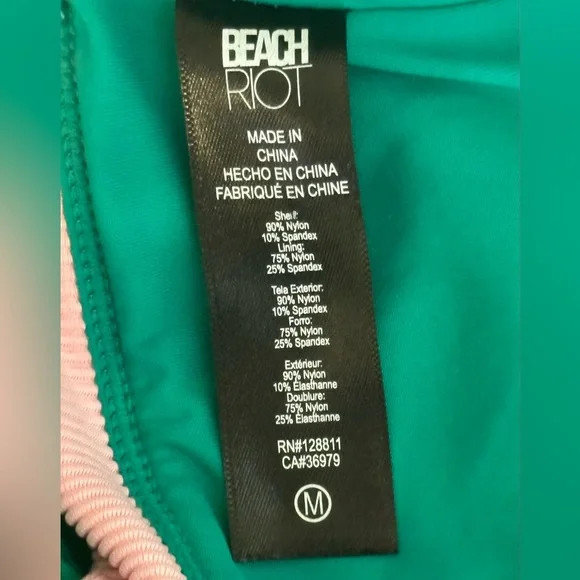 BEACH
RIOT
MADE IN
CHINA
HECHO EN CHINA
FABRIQUÉ EN CHINE
Shell:
90% Nylon
10% Spandex
Lining:
75% Nylon
25% Spandex
Tela Exterior:
90% Nylon
10% Spandex
Forro:
75% Nylon
25% Spandex
Extérieur:
90% Nylon
10% Élasthanne
Doublure:
75% Nylon
25% Élasthanne
RN#128811
CA#36979
M